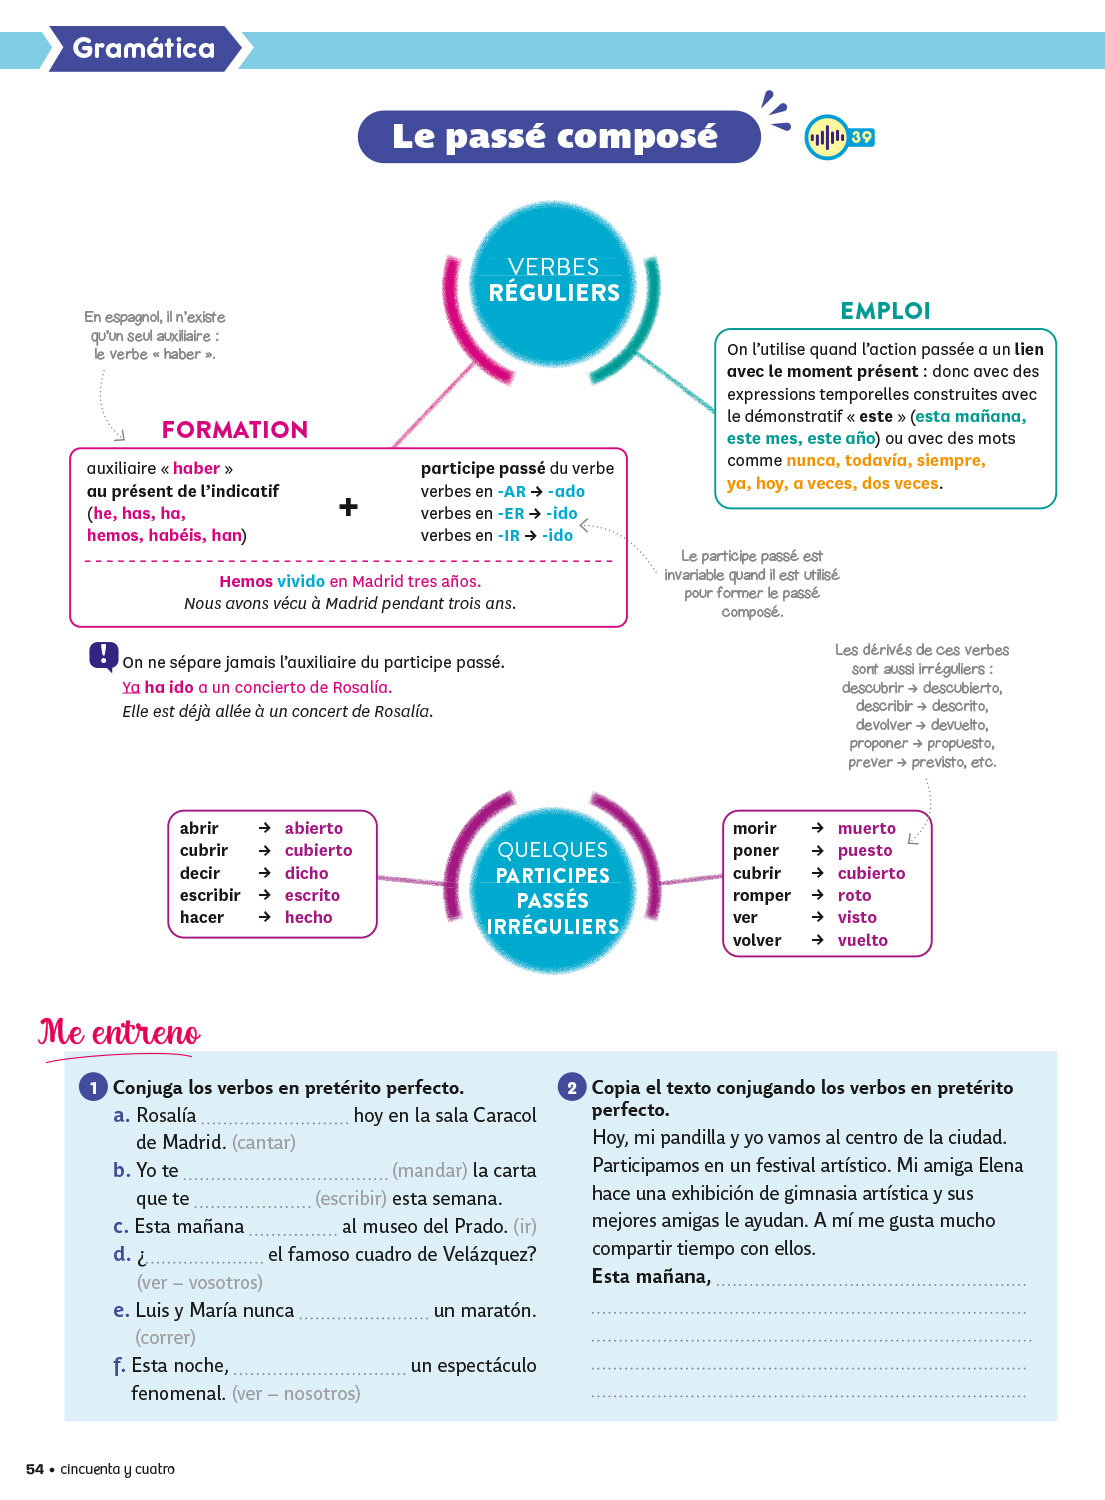 Gramática
Le passé composé
39
VERBES
RÉGULIERS
En espagnol, il n'existe
qu'un seul auxiliaire :
le verbe « haber ».
EMPLOI
On l'utilise quand l'action passée a un lien
avec le moment présent : donc avec des
expressions temporelles construites avec
le démonstratif « este » (esta mañana,
este mes, este año) ou avec des mots
comme nunca, todavía, siempre,
ya, hoy, a veces, dos veces.
FORMATION
auxiliaire « haber »
au présent de l'indicatif
(he, has, ha,
hemos, habéis, han)
+
participe passé du verbe
verbes en -AR → -ado
verbes en -ER → -ido
verbes en -IR → -ido
Hemos vivido en Madrid tres años.
Nous avons vécu à Madrid pendant trois ans.
Le participe passé est
invariable quand il est utilisé
pour former le passé
composé.
!
On ne sépare jamais l'auxiliaire du participe passé.
Ya ha ido a un concierto de Rosalía.
Elle est déjà allée à un concert de Rosalía.
Les dérivés de ces verbes
sont aussi irréguliers :
descubrir → descubierto,
describir → descrito,
devolver → devuelto,
proponer → propuesto,
prever → previsto, etc.
abrir → abierto
cubrir → cubierto
decir → dicho
escribir → escrito
hacer → hecho
QUELQUES
PARTICIPES
PASSÉS
IRRÉGULIERS
morir → muerto
poner → puesto
cubrir → cubierto
romper → roto
ver → visto
volver → vuelto
Me entreno
1 Conjuga los verbos en pretérito perfecto.
a. Rosalía ........................... hoy en la sala Caracol
de Madrid. (cantar)
b. Yo te ...................................... (mandar) la carta
que te ..................... (escribir) esta semana.
c. Esta mañana ................ al museo del Prado. (ir)
d. ¿...................... el famoso cuadro de Velázquez?
(ver – vosotros)
e. Luis y María nunca ........................ un maratón.
(correr)
f. Esta noche, ................................ un espectáculo
fenomenal. (ver – nosotros)
2 Copia el texto conjugando los verbos en pretérito
perfecto.
Hoy, mi pandilla y yo vamos al centro de la ciudad.
Participamos en un festival artístico. Mi amiga Elena
hace una exhibición de gimnasia artística y sus
mejores amigas le ayudan. A mí me gusta mucho
compartir tiempo con ellos.
Esta mañana, .........................................................
54 • cincuenta y cuatro